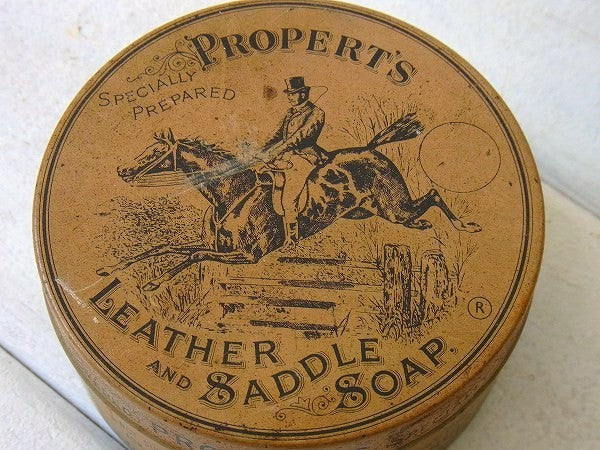 PROPERT'S
SPECIALLY
PREPARED
LEATHER
AND SADDLE
SOAP.
®